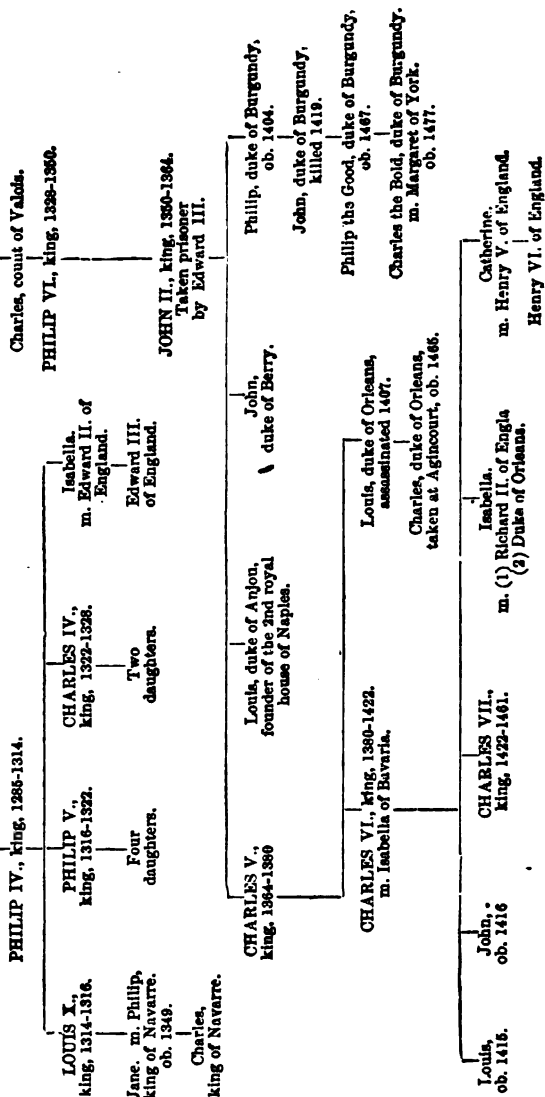 PHILIP IV., king, 1285-1314.
Charles, count of Valois.
PHILIP VI., king, 1328-1350.
LOUIS X.,
king, 1314-1316.
PHILIP V.,
king, 1316-1322.
CHARLES IV.,
king, 1322-1328.
Isabella.
m. Edward II. of
England.
JOHN II., king, 1350-1364.
Taken prisoner
by Edward III.
Jane. m. Philip,
king of Navarre.
ob. 1349.
Four
daughters.
Two
daughters.
Edward III.
of England.
Charles,
king of Navarre.
CHARLES V.,
king, 1364-1380
Louis, duke of Anjou,
founder of the 2nd royal
house of Naples.
John,
duke of Berry.
Philip, duke of Burgundy,
ob. 1404.
John, duke of Burgundy,
killed 1419.
Philip the Good, duke of Burgundy,
ob. 1467.
Charles the Bold, duke of Burgundy.
m. Margaret of York.
ob. 1477.
CHARLES VI., king, 1380-1422.
m. Isabella of Bavaria.
Louis, duke of Orleans,
assassinated 1407.
Charles, duke of Orleans,
taken at Agincourt, ob. 1465.
Louis,
ob. 1415.
John, .
ob. 1416
CHARLES VII.,
king, 1422-1461.
Isabella.
m. (1) Richard II. of Engla
(2) Duke of Orleans.
Catherine.
m. Henry V. of England.
Henry VI. of England.